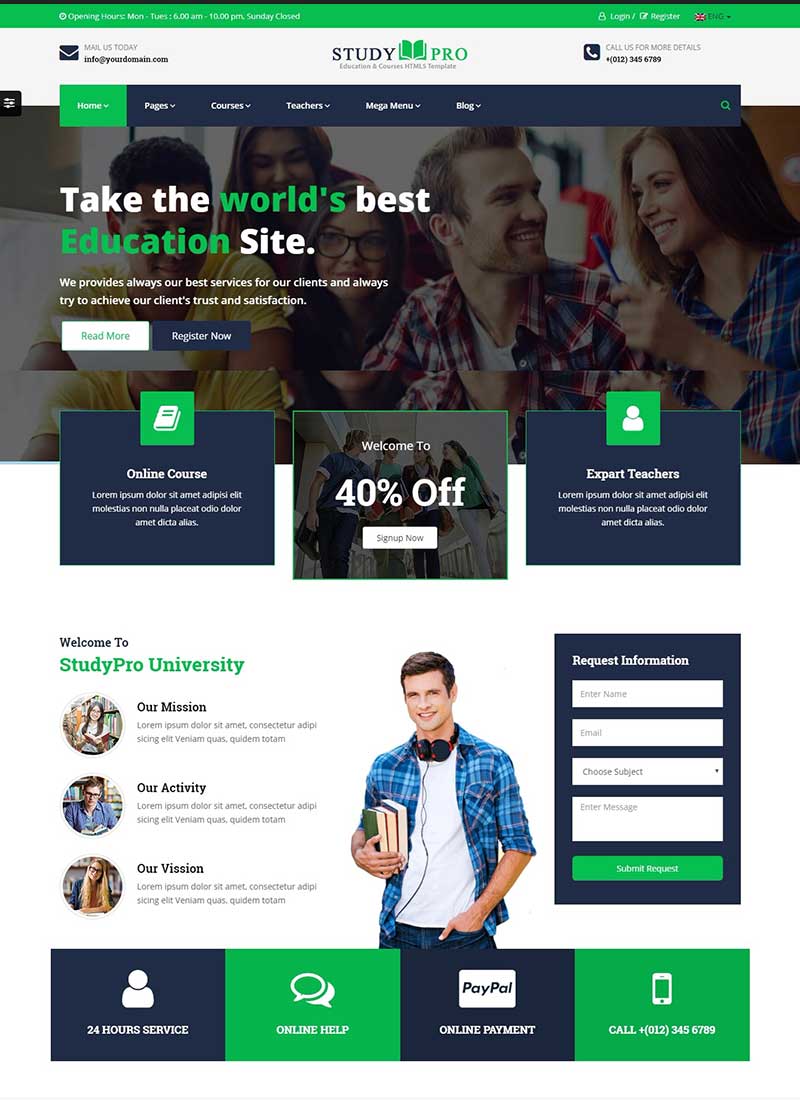 Opening Hours: Mon - Tues : 6.00 am - 10.00 pm, Sunday Closed
Login / Register ENG
MAIL US TODAY
info@yourdomain.com
STUDY PRO
Education & Courses HTML5 Template
CALL US FOR MORE DETAILS
+(012) 345 6789
Home Pages Courses Teachers Mega Menu Blog
Take the world's best
Education Site.
We provides always our best services for our clients and always
try to achieve our client's trust and satisfaction.
Read More Register Now
Online Course
Lorem ipsum dolor sit amet adipisi elit
molestias non nulla placeat odio dolor
amet dicta alias.
Welcome To
40% Off
Signup Now
Expart Teachers
Lorem ipsum dolor sit amet adipisi elit
molestias non nulla placeat odio dolor
amet dicta alias.
Welcome To
StudyPro University
Our Mission
Lorem ipsum dolor sit amet, consectetur adipi
sicing elit Veniam quas, quidem totam
Our Activity
Lorem ipsum dolor sit amet, consectetur adipi
sicing elit Veniam quas, quidem totam
Our Vission
Lorem ipsum dolor sit amet, consectetur adipi
sicing elit Veniam quas, quidem totam
Request Information
Enter Name
Email
Choose Subject
Enter Message
Submit Request
24 HOURS SERVICE
ONLINE HELP
PayPal
ONLINE PAYMENT
CALL +(012) 345 6789